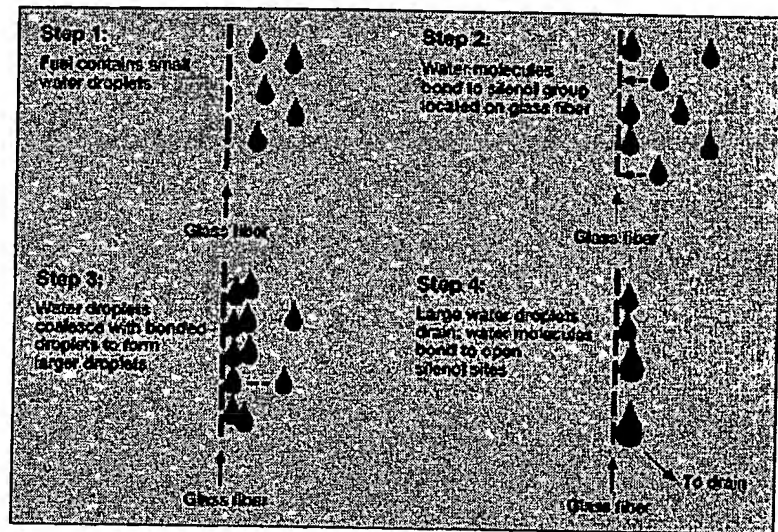 Step 1:
Fuel contains small
water droplets
Glass fiber
Step 2:
Water molecules
bond to silenol group
located on glass fiber
Glass fiber
Step 3:
Water droplets
coalesce with bonded
droplets to form
larger droplets
Glass fiber
Step 4:
Large water droplets
drain; water molecules
bond to open
silenol sites
To drain
Glass fiber